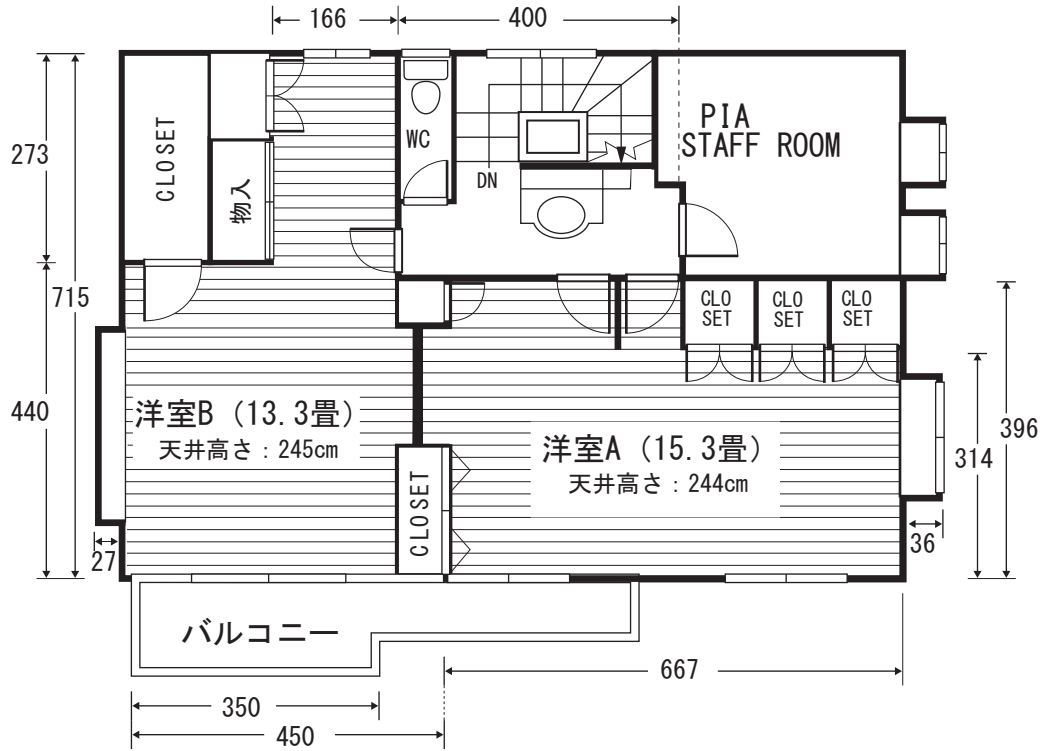 166
400
273
715
440
CLOSET
物入
WC
DN
PIA
STAFF ROOM
CLO
SET
CLO
SET
CLO
SET
洋室B（13.3畳）
天井高さ：245cm
洋室A（15.3畳）
天井高さ：244cm
CLOSET
396
314
36
27
バルコニー
667
350
450